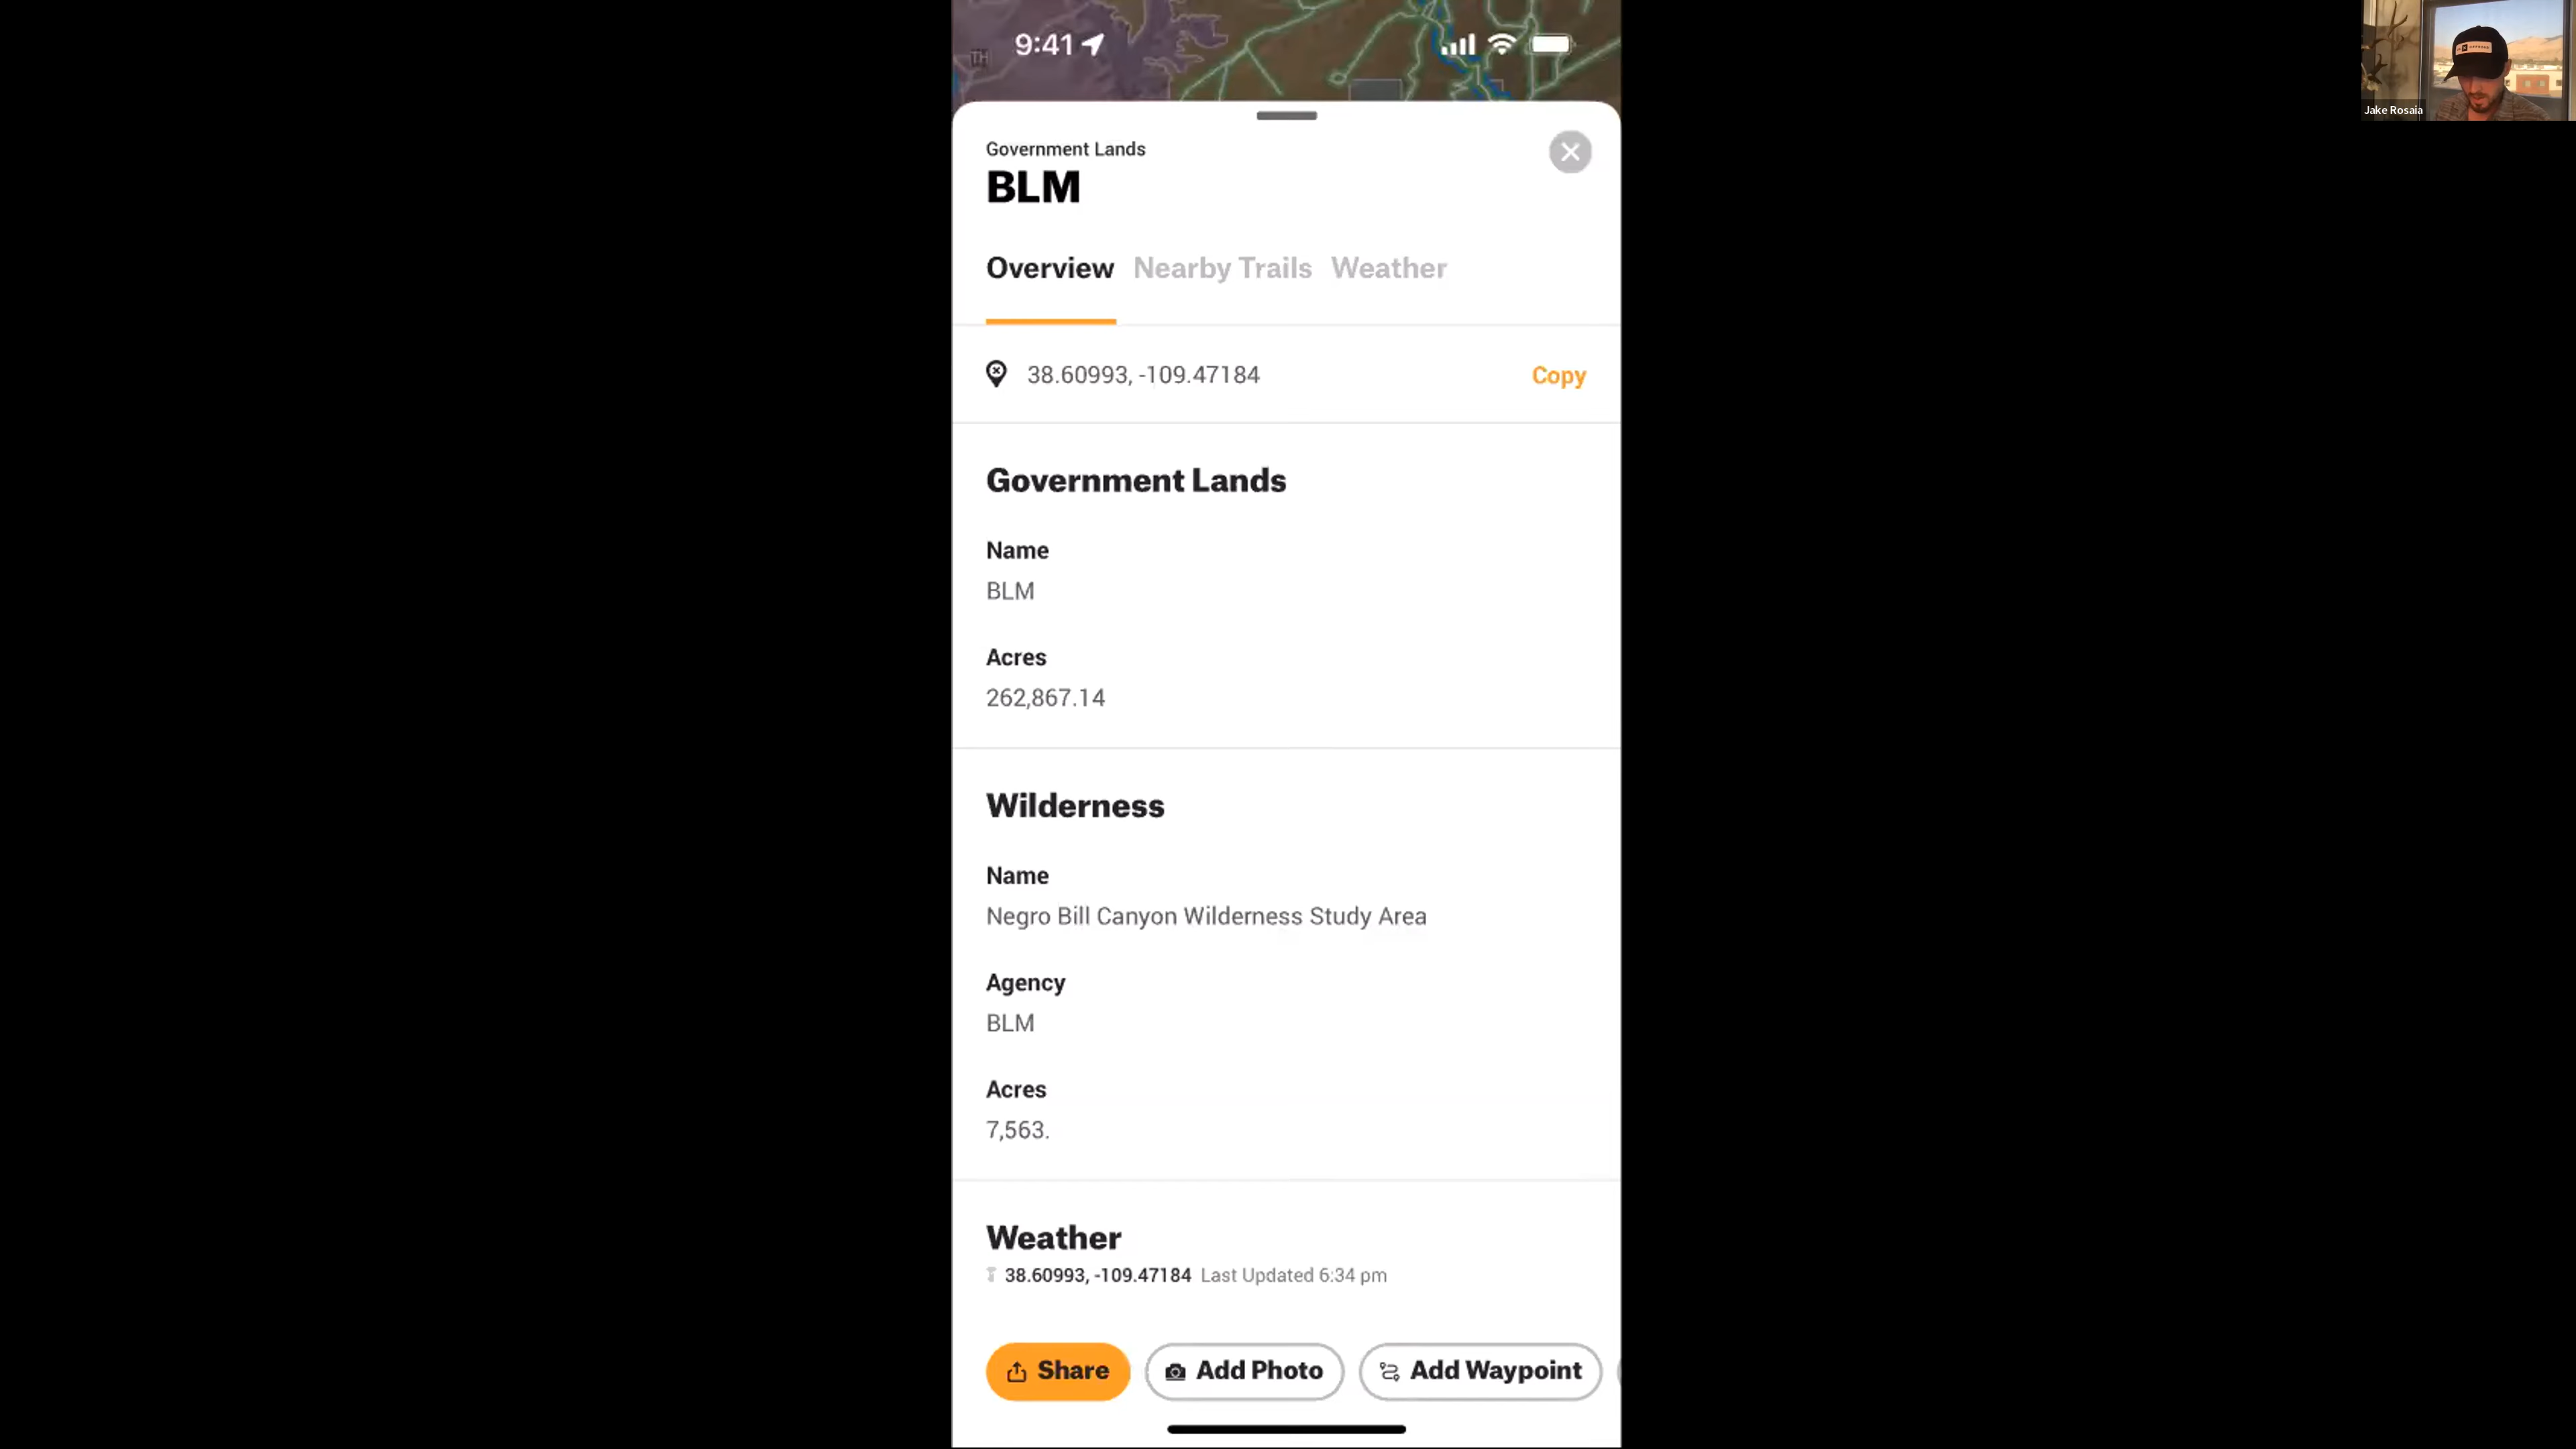 9:41
TH
Jake Rosaia
Government Lands
BLM
Overview Nearby Trails Weather
38.60993, -109.47184 Copy
Government Lands
Name
BLM
Acres
262,867.14
Wilderness
Name
Negro Bill Canyon Wilderness Study Area
Agency
BLM
Acres
7,563.
Weather
38.60993, -109.47184 Last Updated 6:34 pm
Share Add Photo Add Waypoint